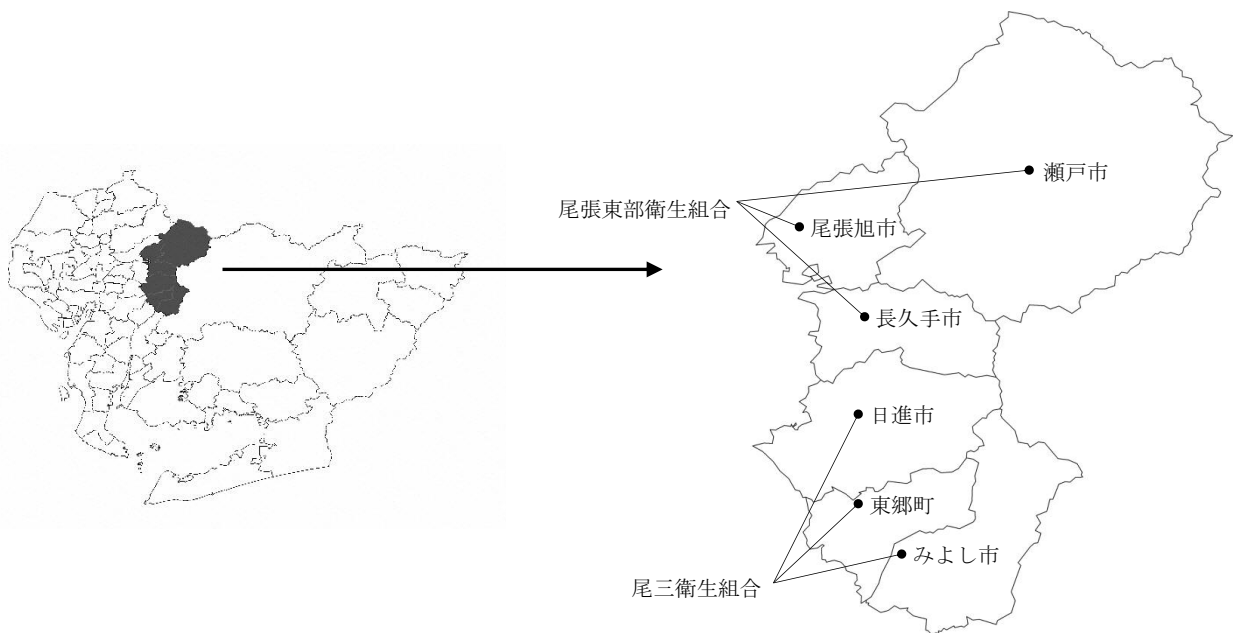 瀬戸市
尾張東部衛生組合
尾張旭市
長久手市
日進市
東郷町
みよし市
尾三衛生組合